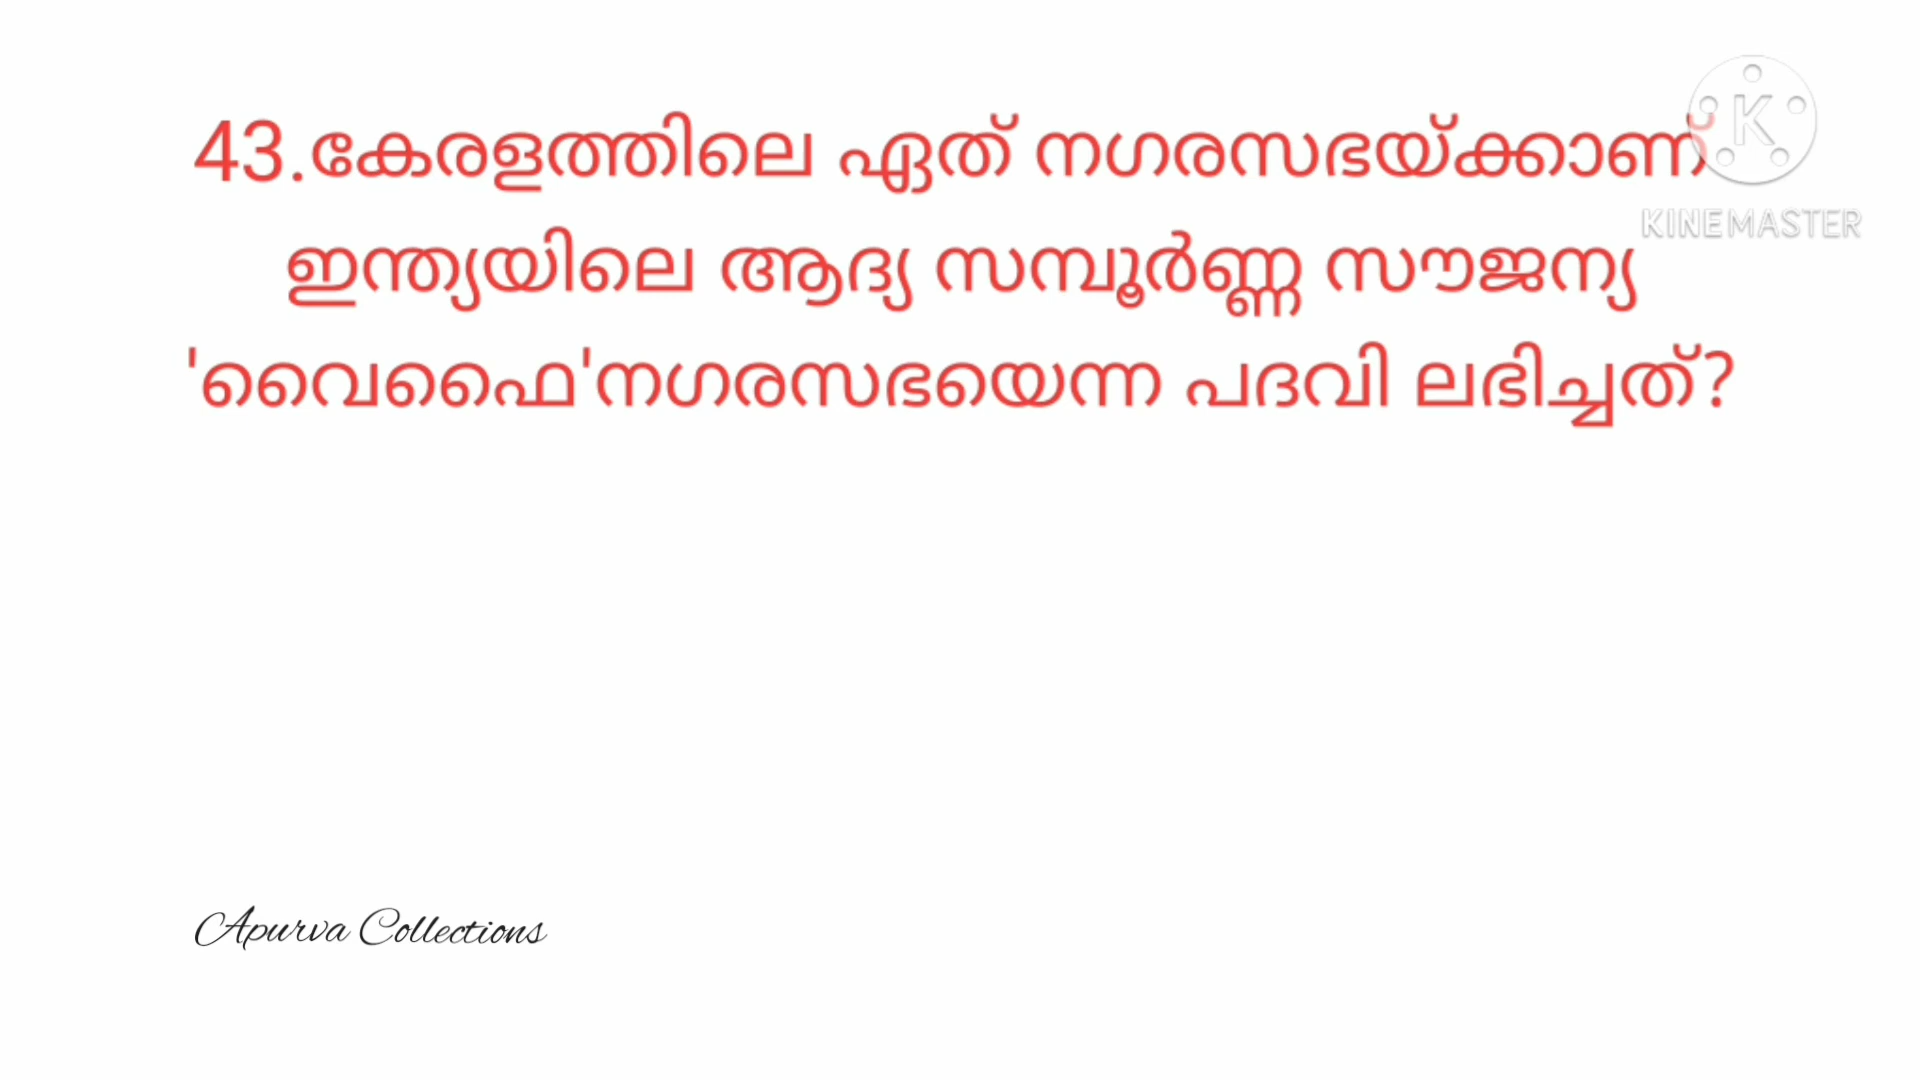 43.കേരളത്തിലെ ഏത് നഗരസഭയ്ക്കാണ്
K
KINEMASTER
ഇന്ത്യയിലെ ആദ്യ സമ്പൂർണ്ണ സൗജന്യ
'വൈഫൈ'നഗരസഭയെന്ന പദവി ലഭിച്ചത്?
Apurva Collections